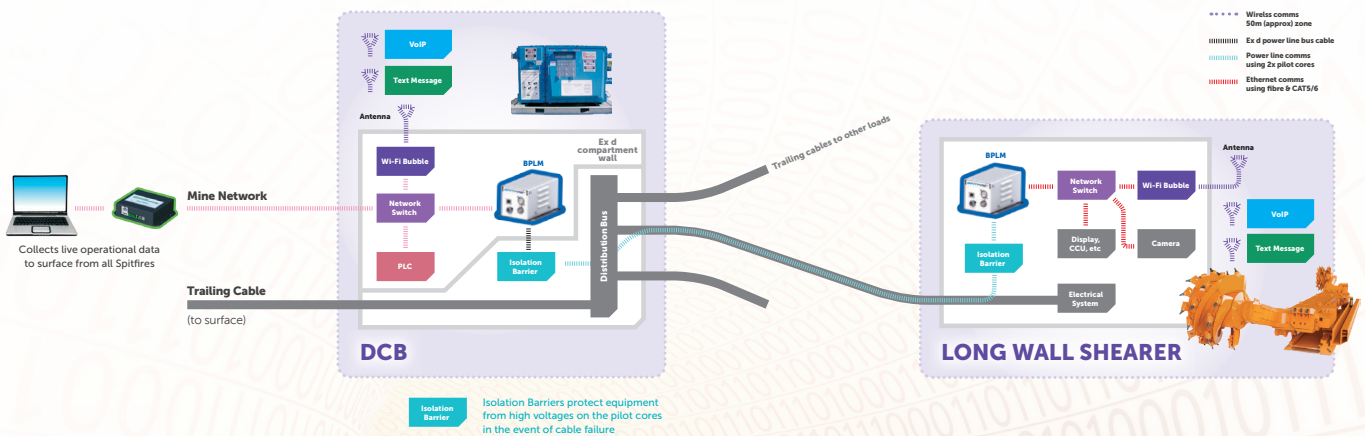 Wirelss comms
50m (approx) zone
Ex d power line bus cable
Power line comms
using 2x pilot cores
Ethernet comms
using fibre & CAT5/6
VoIP
Text Message
Antenna
Wi-Fi Bubble
Network
Switch
PLC
BPLM
Isolation
Barrier
Ex d
compartment
wall
Distribution Bus
Trailing cables to other loads
Mine Network
Collects live operational data
to surface from all Spitfires
Trailing Cable
(to surface)
DCB
BPLM
Isolation
Barrier
Network
Switch
Wi-Fi Bubble
Display,
CCU, etc
Camera
Electrical
System
Antenna
VoIP
Text Message
LONG WALL SHEARER
Isolation
Barrier
Isolation Barriers protect equipment
from high voltages on the pilot cores
in the event of cable failure